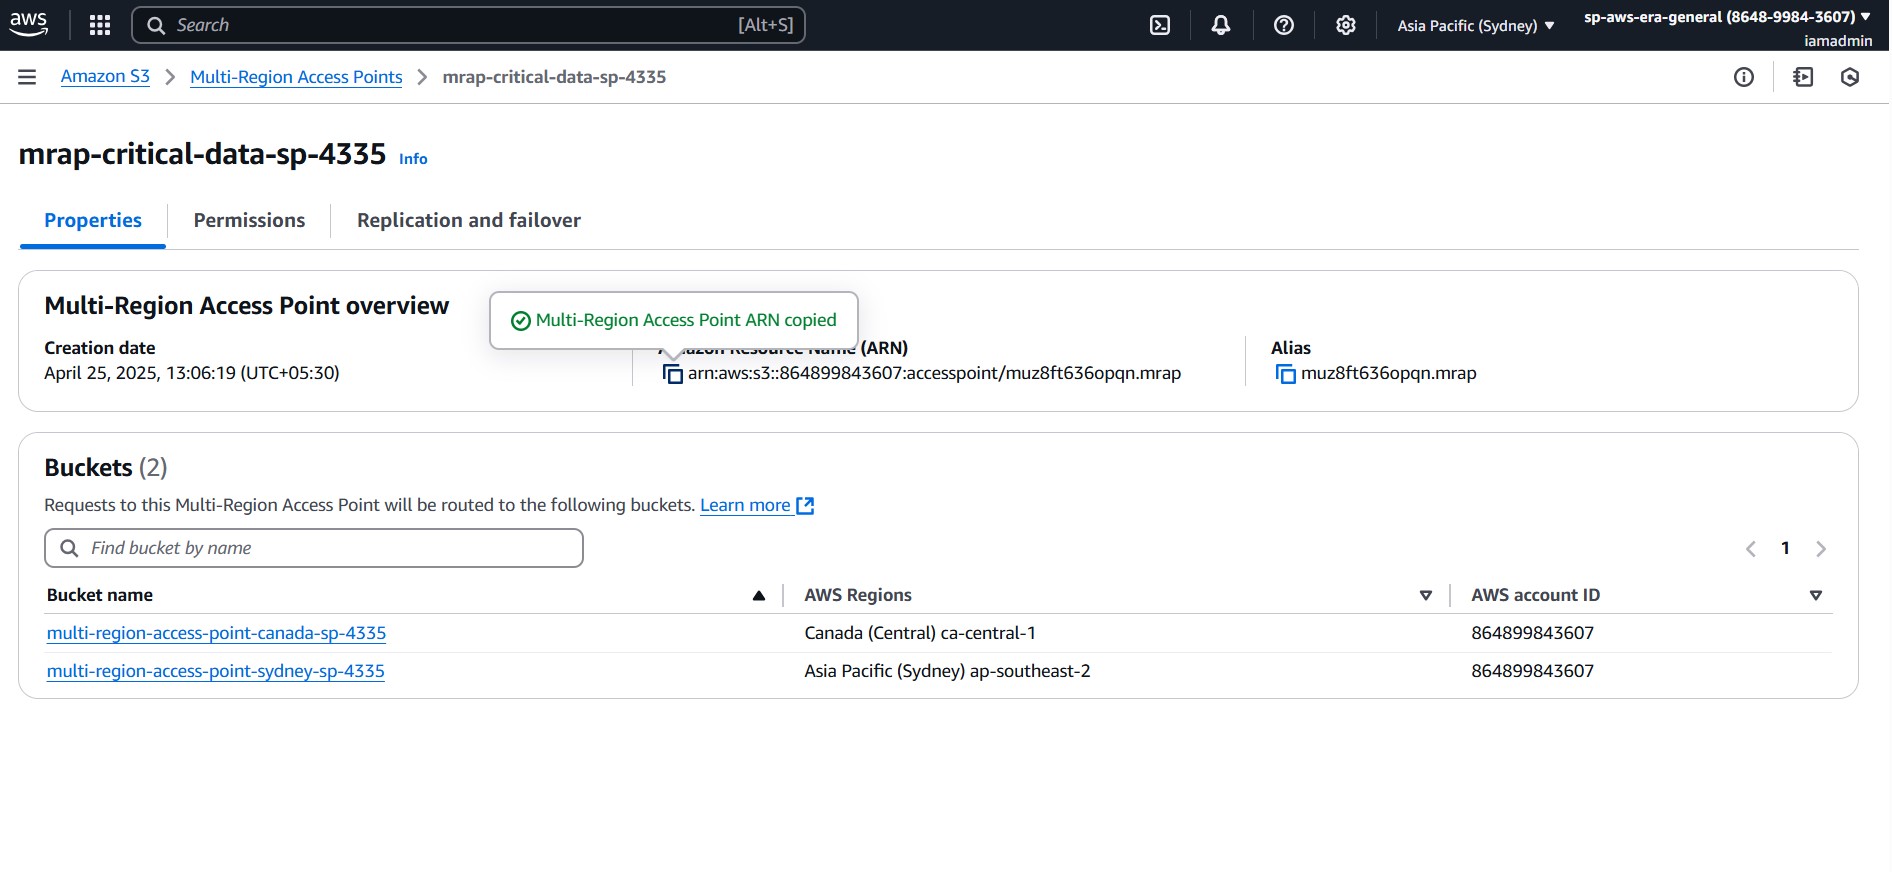 aws Search [Alt+S] Asia Pacific (Sydney) sp-aws-era-general (8648-9984-3607)
iamadmin
Amazon S3 Multi-Region Access Points mrap-critical-data-sp-4335
mrap-critical-data-sp-4335 Info
Properties Permissions Replication and failover
Multi-Region Access Point overview
Multi-Region Access Point ARN copied
Creation date Resource Name (ARN) Alias
April 25, 2025, 13:06:19 (UTC+05:30) arn:aws:s3::864899843607:accesspoint/muz8ft636opqn.mrap muz8ft636opqn.mrap
Buckets (2)
Requests to this Multi-Region Access Point will be routed to the following buckets. Learn more
Find bucket by name 1
Bucket name AWS Regions AWS account ID
multi-region-access-point-canada-sp-4335 Canada (Central) ca-central-1 864899843607
multi-region-access-point-sydney-sp-4335 Asia Pacific (Sydney) ap-southeast-2 864899843607